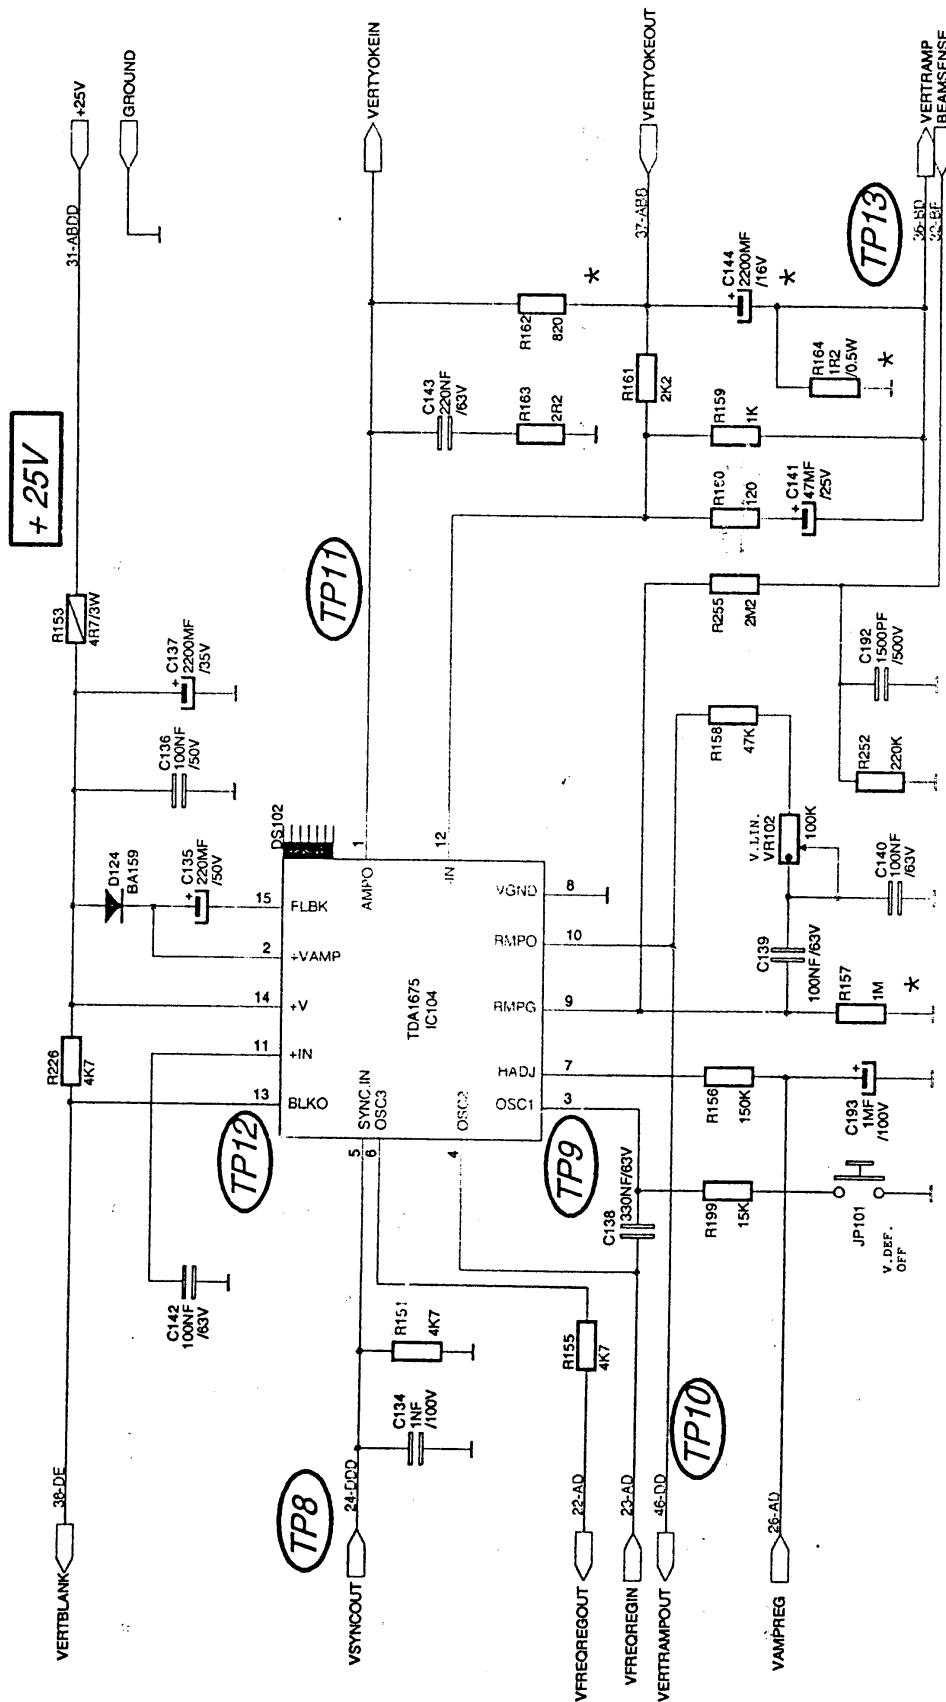 +25V
GROUND
31-ABDD
+ 25V
R153
4R7/3W
C137
+
2200MF
/35V
C136
100NF
/50V
D124
BA159
C135
+
220MF
/50V
R226
4K7
38-DE
VERTBLANK
VERTYOKEIN
VERTYOKEOUT
37-ABB
VERTRAMP
BEAMSENSE
36-BD
TP13
TP11
TP12
TP9
TP8
TP10
R162
820
*
C144
+
2200MF
/16V
*
C143
220NF
/63V
R163
2R2
R161
2K2
R164
1R2
/0.5W
*
R159
1K
R160
120
C141
+
47MF
/25V
R255
2M2
C192
1500PF
/500V
R252
220K
R158
47K
V.LIN.
VR102
100K
C140
100NF
/63V
C139
100NF/63V
R157
1M
*
R156
150K
C193
+
1MF
/100V
R199
15K
JP101
V.DEF.
OFF
C138
330NF/63V
DS102
TDA1675
IC104
15
FLBK
2
+VAMP
14
+V
11
+IN
13
BLKO
1
AMPO
12
-IN
8
VGND
10
RMPO
9
RMPG
7
HADJ
3
OSC1
5
SYNC.IN
6
OSC3
4
OSC2
C142
100NF
/63V
R151
4K7
C134
1NF
/100V
R155
4K7
24-DDD
VSYNCOUT
22-AD
VFREQREGOUT
23-AD
VFREQREGIN
46-DD
VERTRAMPOUT
26-AD
VAMPREG